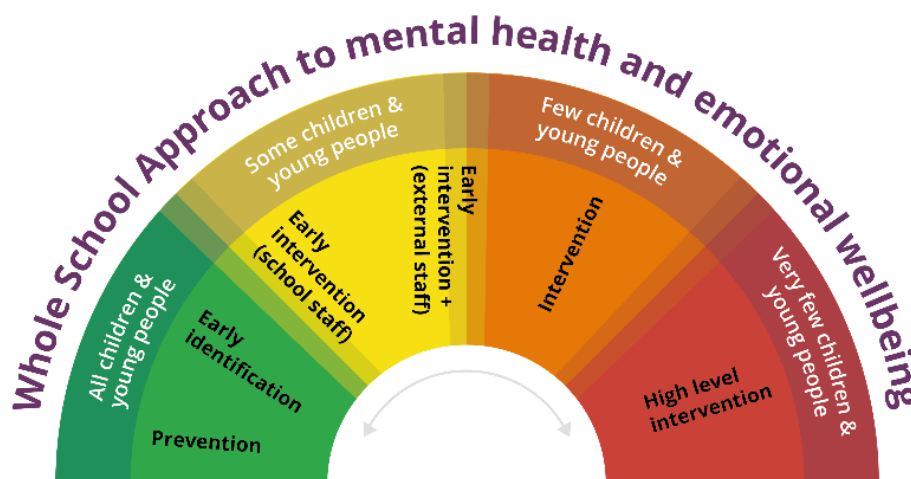 Whole School Approach to mental health and emotional wellbeing
All children &
young people
Prevention
Early
identification
Some children &
young people
Early
intervention
(school staff)
Early
intervention +
(external staff)
Few children &
young people
Intervention
Very few children &
young people
High level
intervention